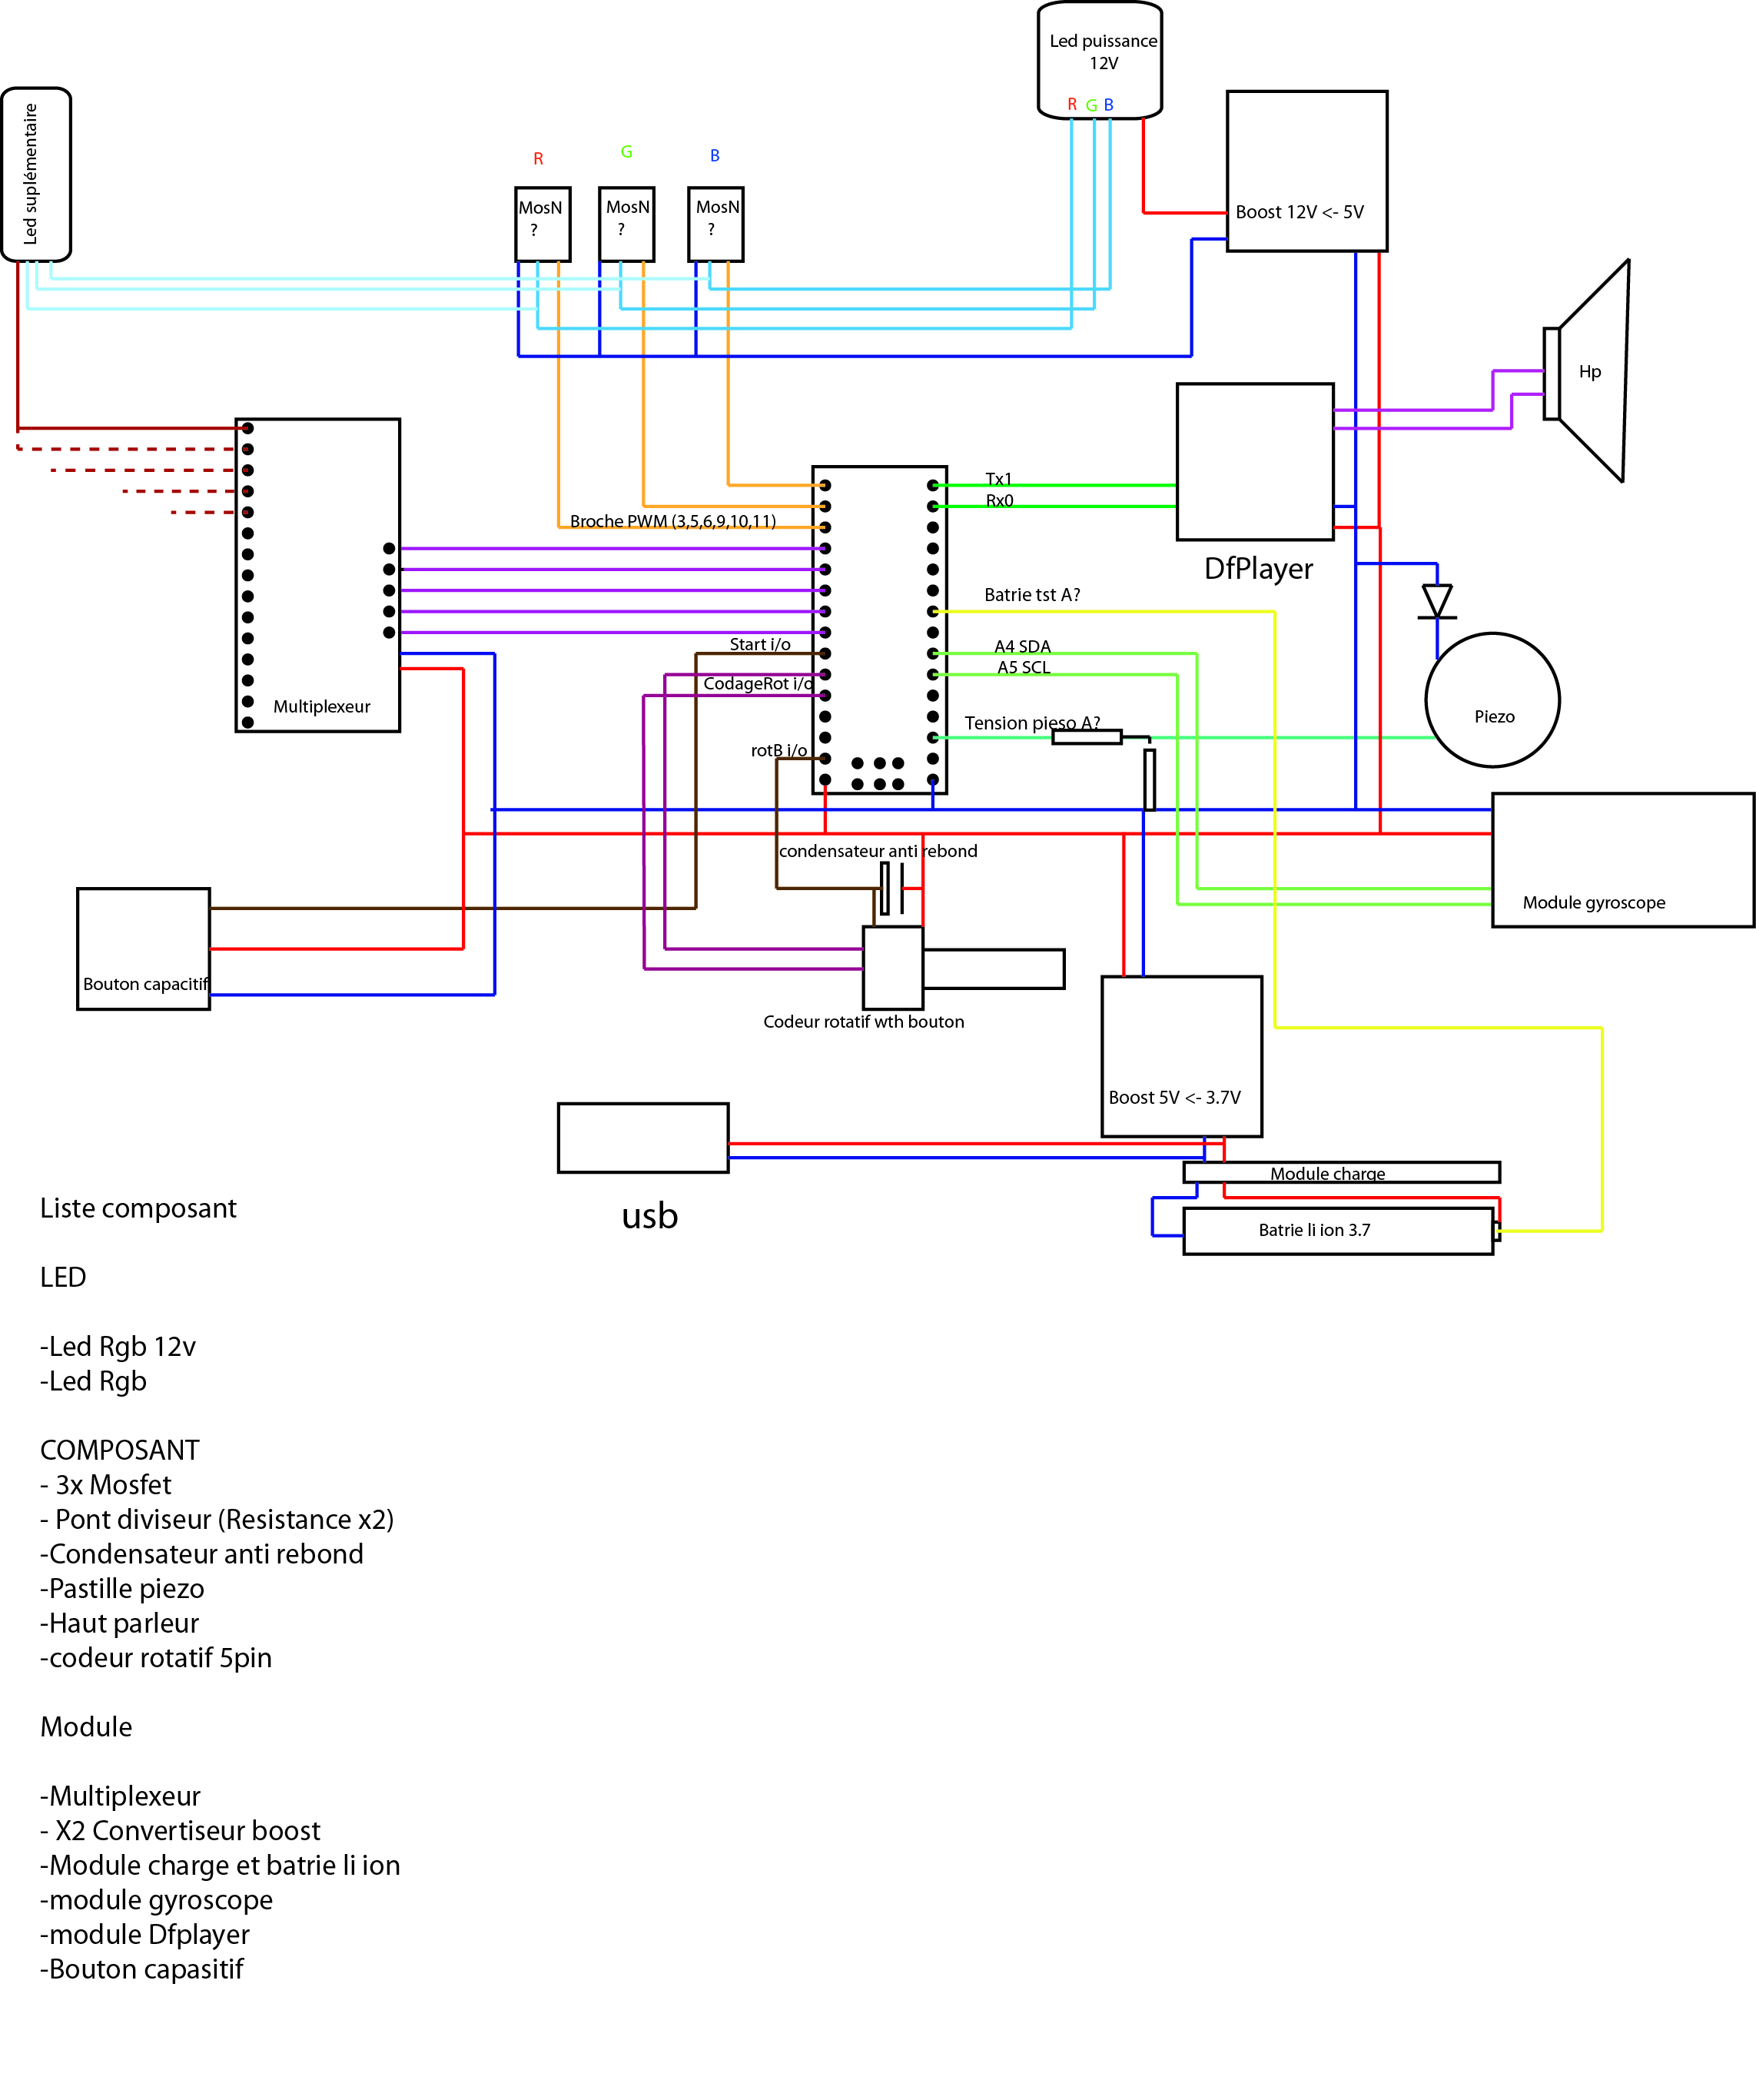 Led puissance
12V
R G B
Led suplémentaire
R
G
B
MosN
?
MosN
?
MosN
?
Boost 12V <- 5V
Hp
Tx1
Rx0
Broche PWM (3,5,6,9,10,11)
DfPlayer
Batrie tst A?
Start i/o
A4 SDA
A5 SCL
CodageRot i/o
Multiplexeur
Tension pieso A?
Piezo
rotB i/o
condensateur anti rebond
Module gyroscope
Bouton capacitif
Codeur rotatif wth bouton
Boost 5V <- 3.7V
Module charge
usb
Batrie li ion 3.7
Liste composant
LED
-Led Rgb 12v
-Led Rgb
COMPOSANT
- 3x Mosfet
- Pont diviseur (Resistance x2)
-Condensateur anti rebond
-Pastille piezo
-Haut parleur
-codeur rotatif 5pin
Module
-Multiplexeur
- X2 Convertiseur boost
-Module charge et batrie li ion
-module gyroscope
-module Dfplayer
-Bouton capasitif